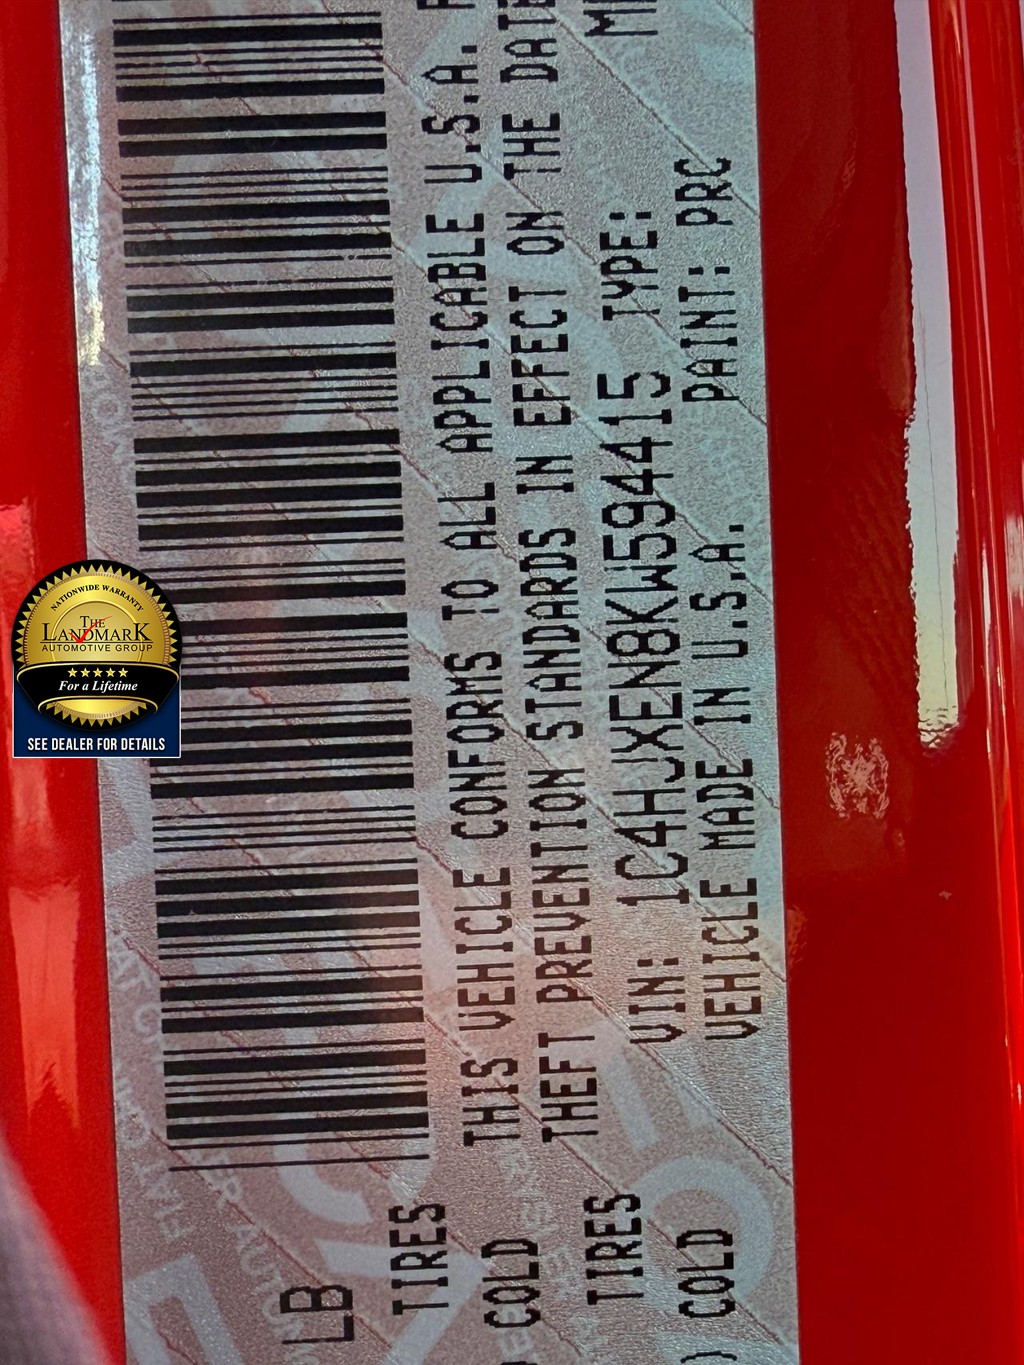 LB
TIRES
COLD
TIRES
) COLD
THIS VEHICLE CONFORMS TO ALL APPLICABLE U.S.A.
THEFT PREVENTION STANDARDS IN EFFECT ON THE DATE
VIN: 1C4HJXEN8KW594415 TYPE:
VEHICLE MADE IN U.S.A. PAINT: PRC
NATIONWIDE WARRANTY
THE
LANDMARK
AUTOMOTIVE GROUP
For a Lifetime
SEE DEALER FOR DETAILS